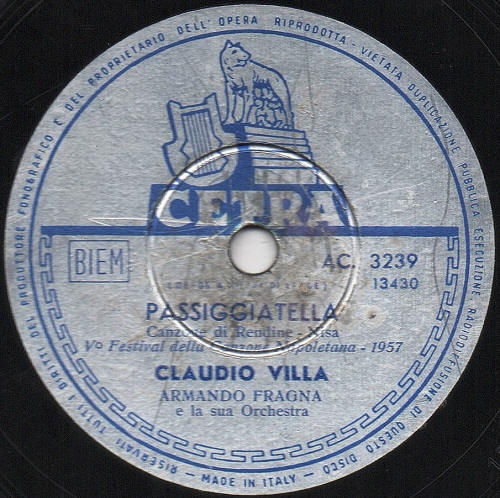 RISERVATI TUTTI I DIRITTI DEL PRODUTTORE FONOGRAFICO E DEL PROPRIETARIO DELL'OPERA RIPRODOTTA - VIETATA DUPLICAZIONE PUBBLICA ESECUZIONE RADIODIFFUSIONE DI QUESTO DISCO
CETRA
BIEM
AC. 3239
13430
PASSIGGIATELLA
Canzone di Rendine - Nisa
V° Festival della Canzone Napoletana - 1957
CLAUDIO VILLA
ARMANDO FRAGNA
e la sua Orchestra
MADE IN ITALY